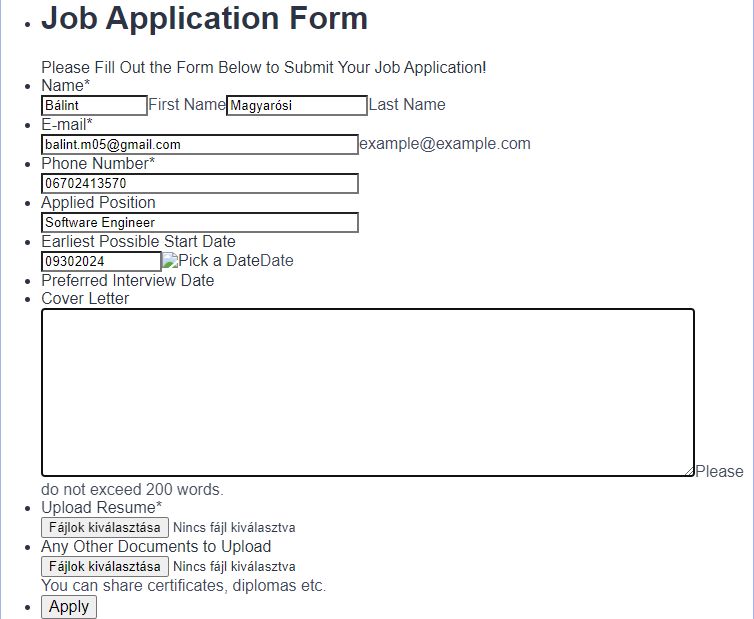 Job Application Form
Please Fill Out the Form Below to Submit Your Job Application!
Name*
Bálint First Name Magyarósi Last Name
E-mail*
balint.m05@gmail.com example@example.com
Phone Number*
06702413570
Applied Position
Software Engineer
Earliest Possible Start Date
09302024 Pick a DateDate
Preferred Interview Date
Cover Letter
Please
do not exceed 200 words.
Upload Resume*
Fájlok kiválasztása Nincs fájl kiválasztva
Any Other Documents to Upload
Fájlok kiválasztása Nincs fájl kiválasztva
You can share certificates, diplomas etc.
Apply